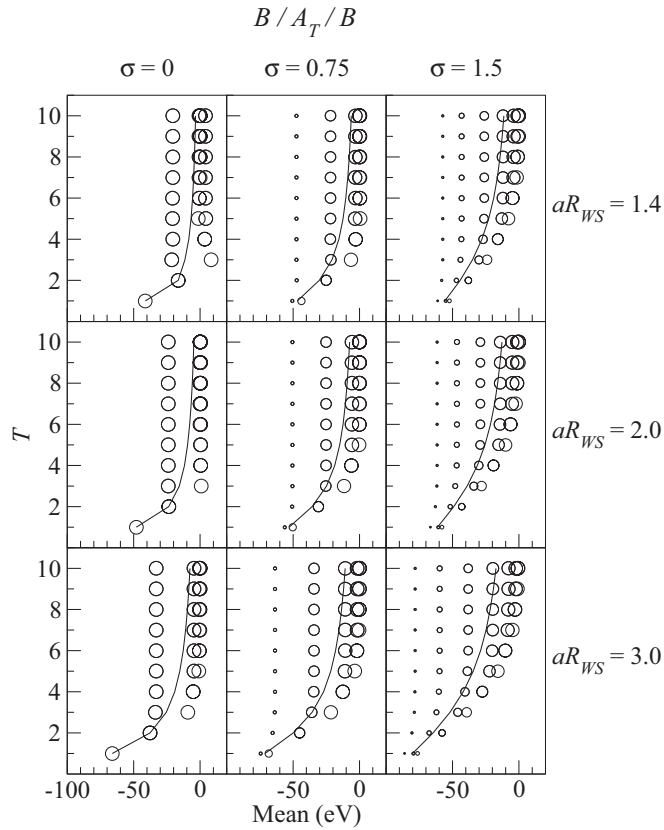 B / A_T / B
σ = 0 σ = 0.75 σ = 1.5
10
8
6
4
2
aR_WS = 1.4
10
8
6
4
2
T
aR_WS = 2.0
10
8
6
4
2
aR_WS = 3.0
-100 -50 0 -50 0 -50 0
Mean (eV)